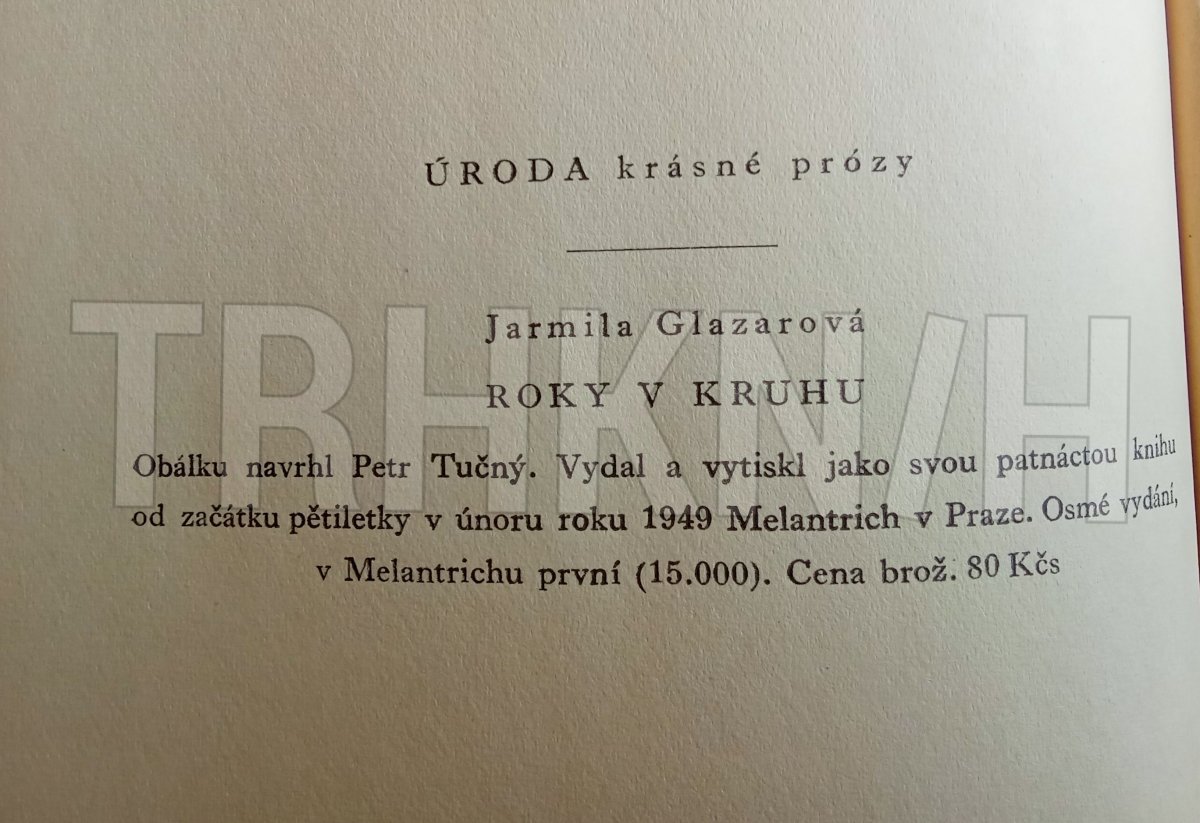 ÚRODA krásné prózy
Jarmila Glazarová
ROKY V KRUHU
Obálku navrhl Petr Tučný. Vydal a vytiskl jako svou patnáctou knihu
od začátku pětiletky v únoru roku 1949 Melantrich v Praze. Osmé vydání,
v Melantrichu první (15.000). Cena brož. 80 Kčs
TRHKNIH